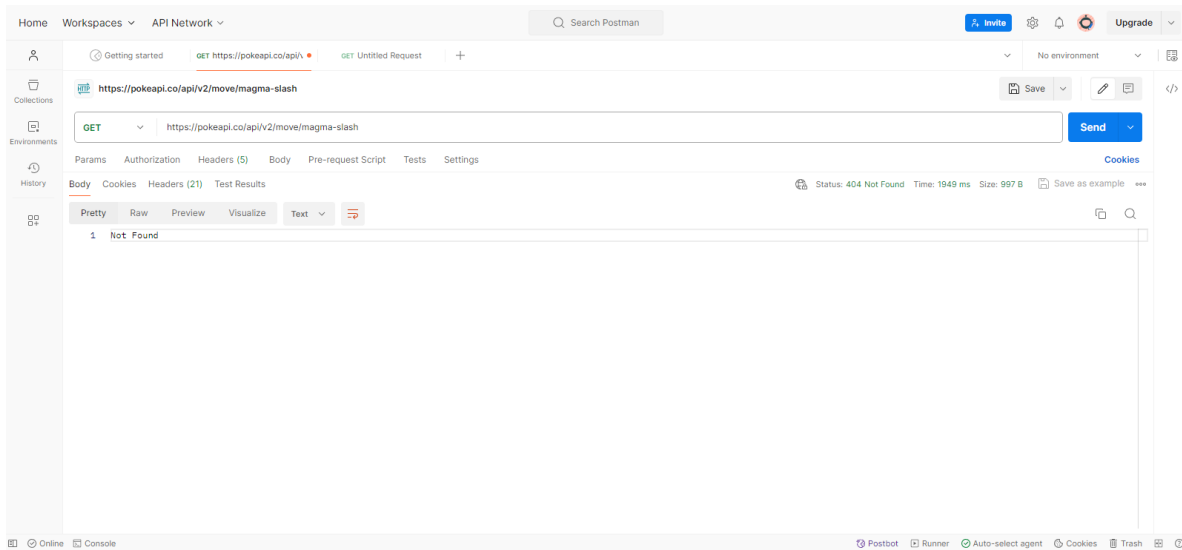 Home Workspaces API Network Search Postman Invite Upgrade
Getting started GET https://pokeapi.co/api/v GET Untitled Request No environment
Collections
https://pokeapi.co/api/v2/move/magma-slash Save
GET https://pokeapi.co/api/v2/move/magma-slash Send
Environments
Params Authorization Headers (5) Body Pre-request Script Tests Settings Cookies
History
Body Cookies Headers (21) Test Results Status: 404 Not Found Time: 1949 ms Size: 997 B Save as example
Pretty Raw Preview Visualize Text
1 Not Found
Online Console Postbot Runner Auto-select agent Cookies Trash